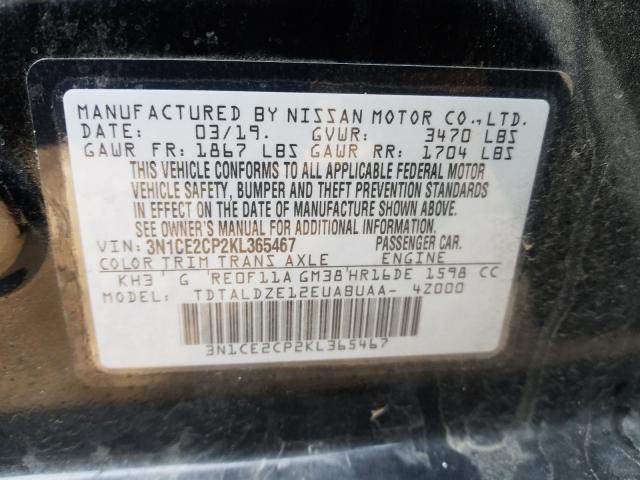 MANUFACTURED BY NISSAN MOTOR CO.,LTD.
DATE: 03/19. GVWR: 3470 LBS
GAWR FR: 1867 LBS GAWR RR: 1704 LBS
THIS VEHICLE CONFORMS TO ALL APPLICABLE FEDERAL MOTOR
VEHICLE SAFETY, BUMPER AND THEFT PREVENTION STANDARDS
IN EFFECT ON THE DATE OF MANUFACTURE SHOWN ABOVE.
SEE OWNER'S MANUAL FOR ADDITIONAL INFORMATION.
VIN: 3N1CE2CP2KL365467 PASSENGER CAR.
COLOR TRIM TRANS AXLE ENGINE
KH3 G RE0F11A GM38 HR16DE 1598 CC
MODEL: TDTALDZE12EUABUAA- 4Z000
3N1CE2CP2KL365467